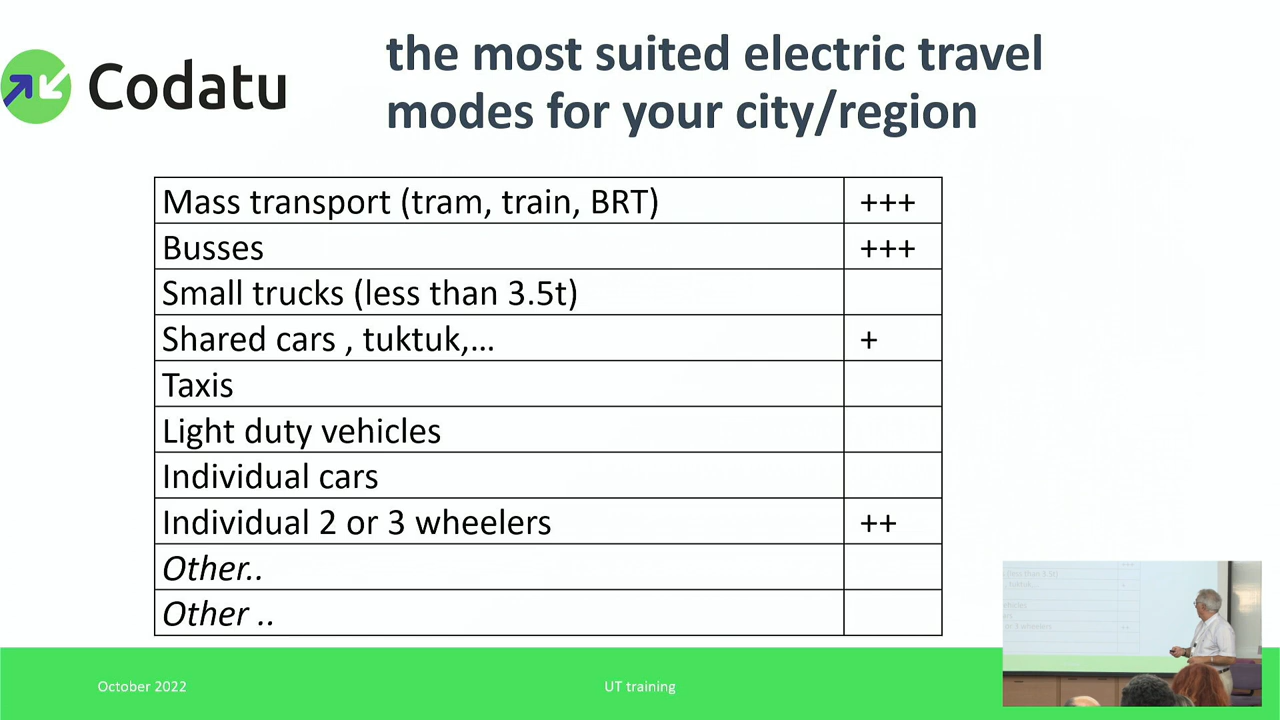 Codatu
the most suited electric travel
modes for your city/region
Mass transport (tram, train, BRT) +++
Busses +++
Small trucks (less than 3.5t)
Shared cars , tuktuk,... +
Taxis
Light duty vehicles
Individual cars
Individual 2 or 3 wheelers ++
Other..
Other ..
October 2022
UT training